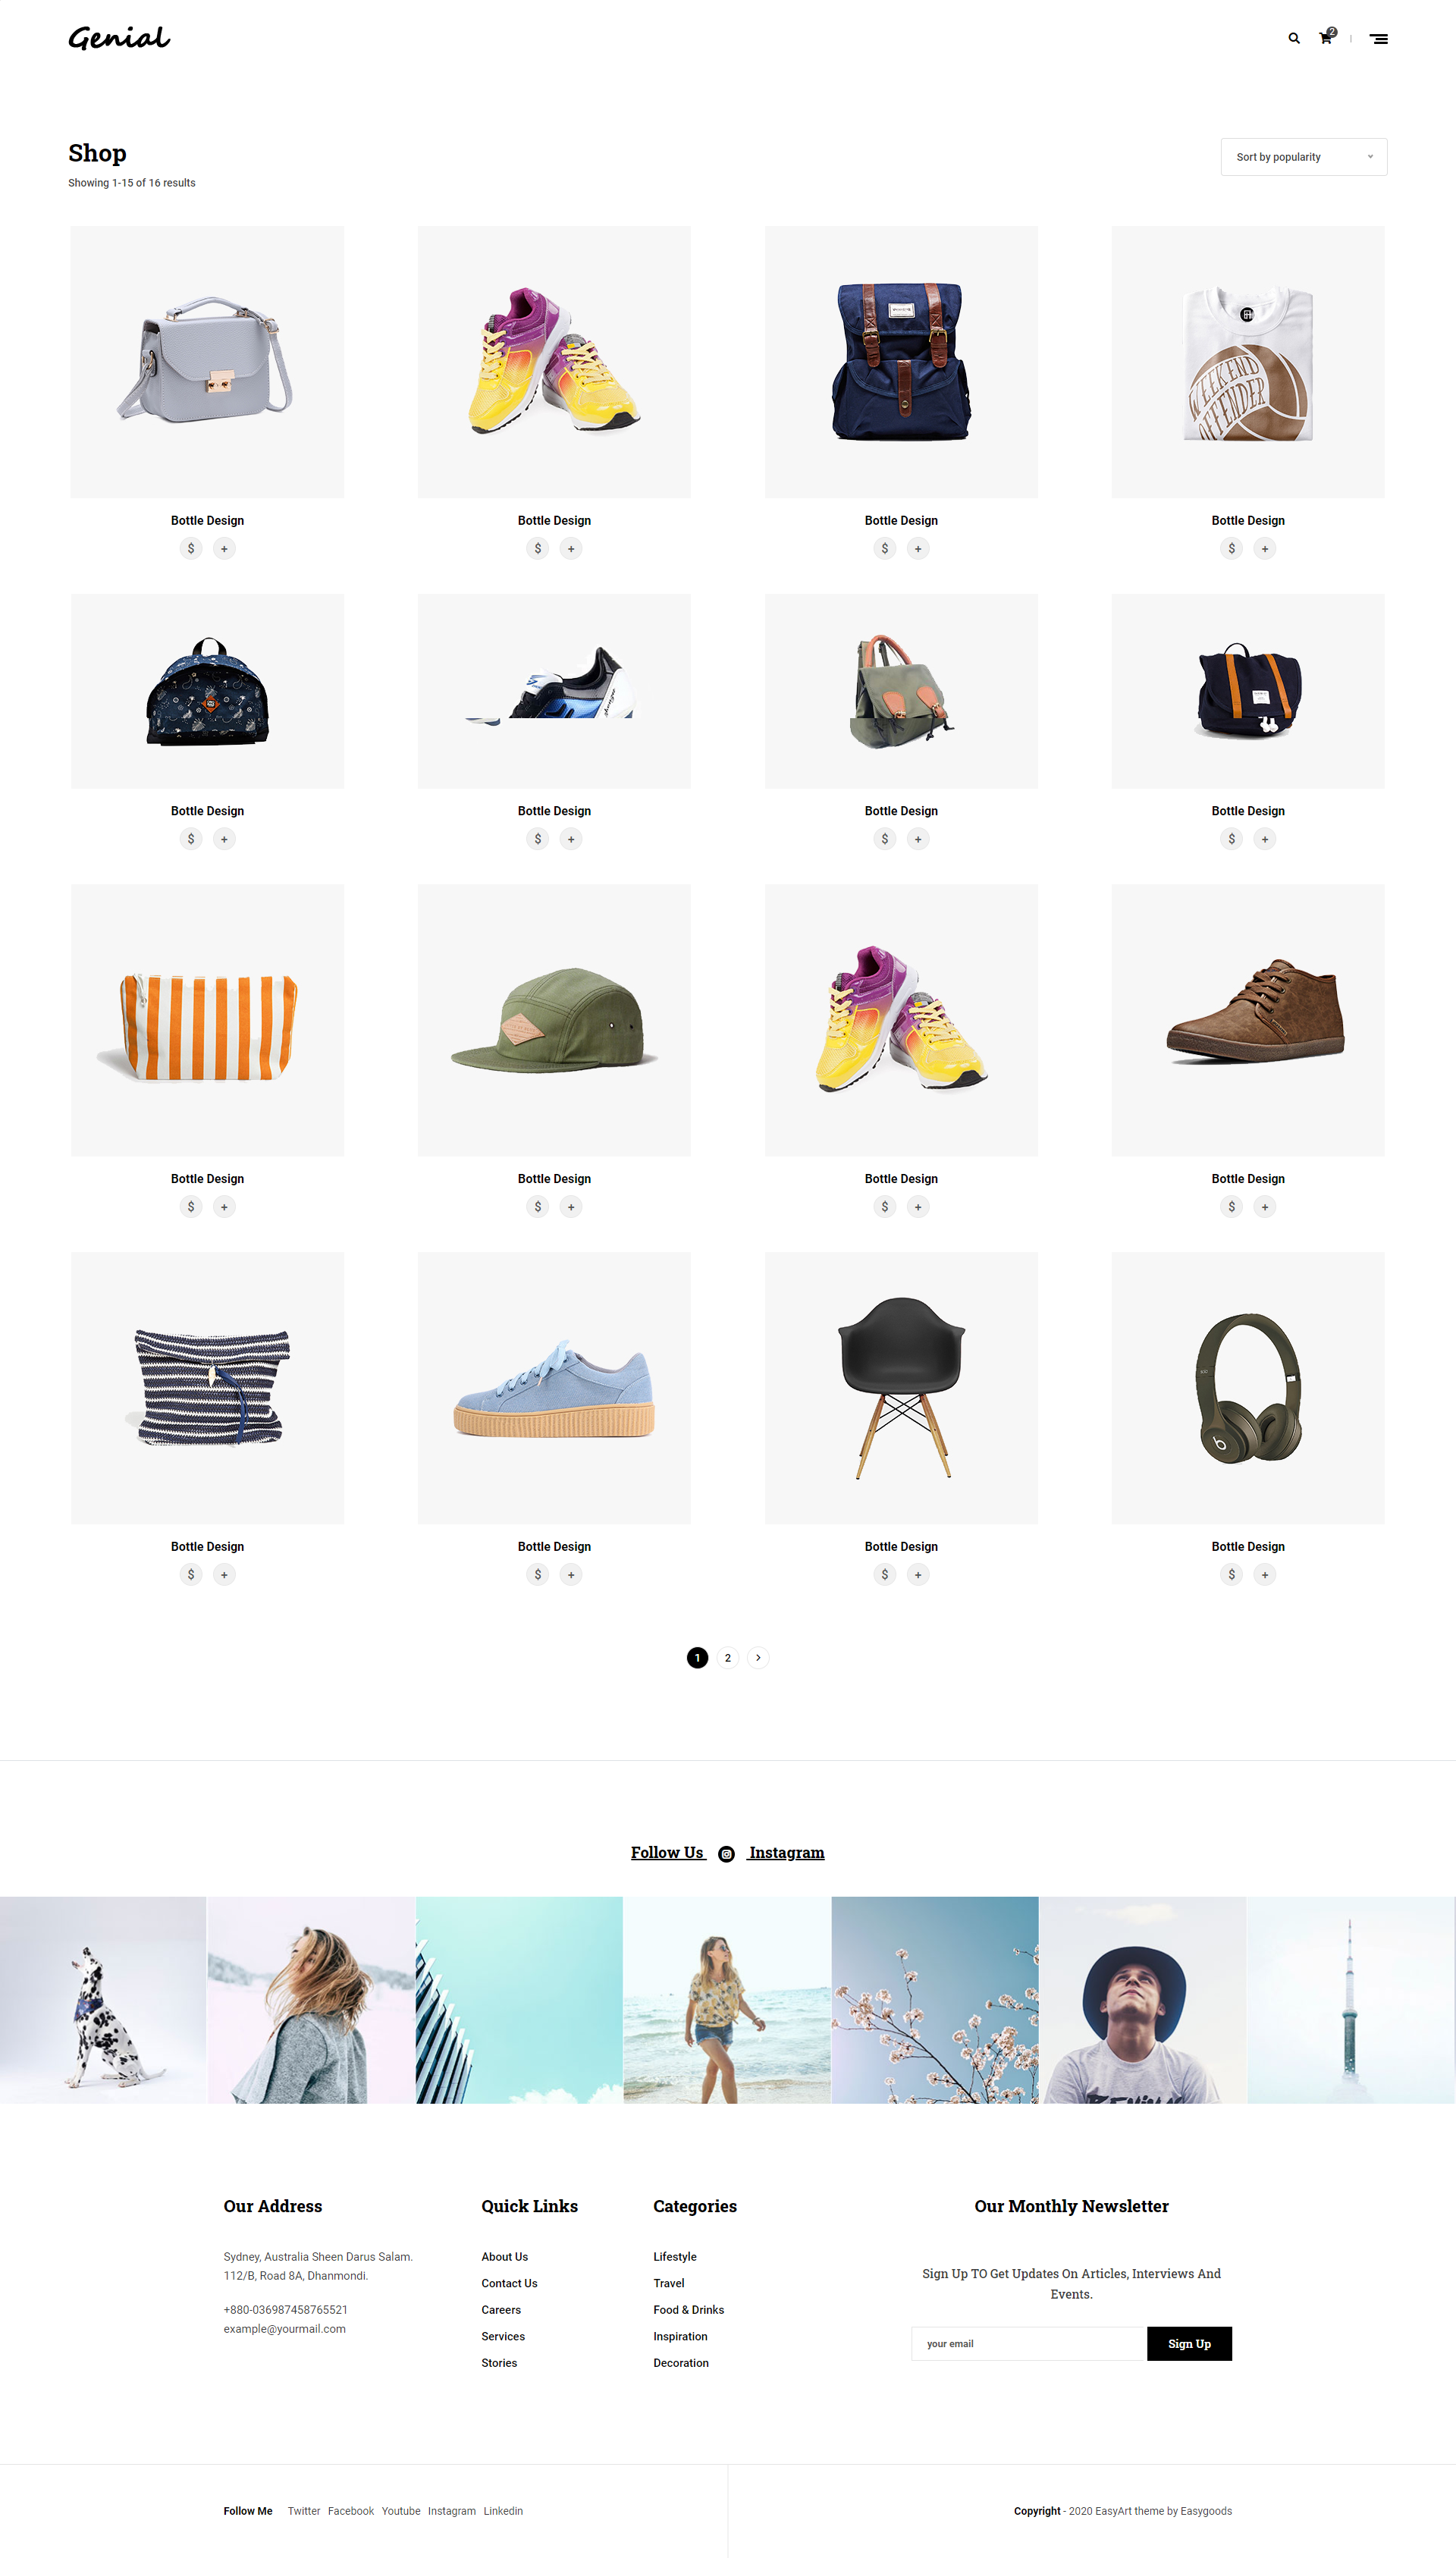 Genial
2
Shop
Sort by popularity
Showing 1-15 of 16 results
WEEKEND
OFFENDER
Bottle Design Bottle Design Bottle Design Bottle Design
$ + $ + $ + $ +
Bottle Design Bottle Design Bottle Design Bottle Design
$ + $ + $ + $ +
Bottle Design Bottle Design Bottle Design Bottle Design
$ + $ + $ + $ +
Bottle Design Bottle Design Bottle Design Bottle Design
$ + $ + $ + $ +
1 2
Follow Us Instagram
Our Address
Sydney, Australia Sheen Darus Salam.
112/B, Road 8A, Dhanmondi.
+880-036987458765521
example@yourmail.com
Quick Links
About Us
Contact Us
Careers
Services
Stories
Categories
Lifestyle
Travel
Food & Drinks
Inspiration
Decoration
Our Monthly Newsletter
Sign Up TO Get Updates On Articles, Interviews And
Events.
your email Sign Up
Follow Me Twitter Facebook Youtube Instagram Linkedin
Copyright - 2020 EasyArt theme by Easygoods